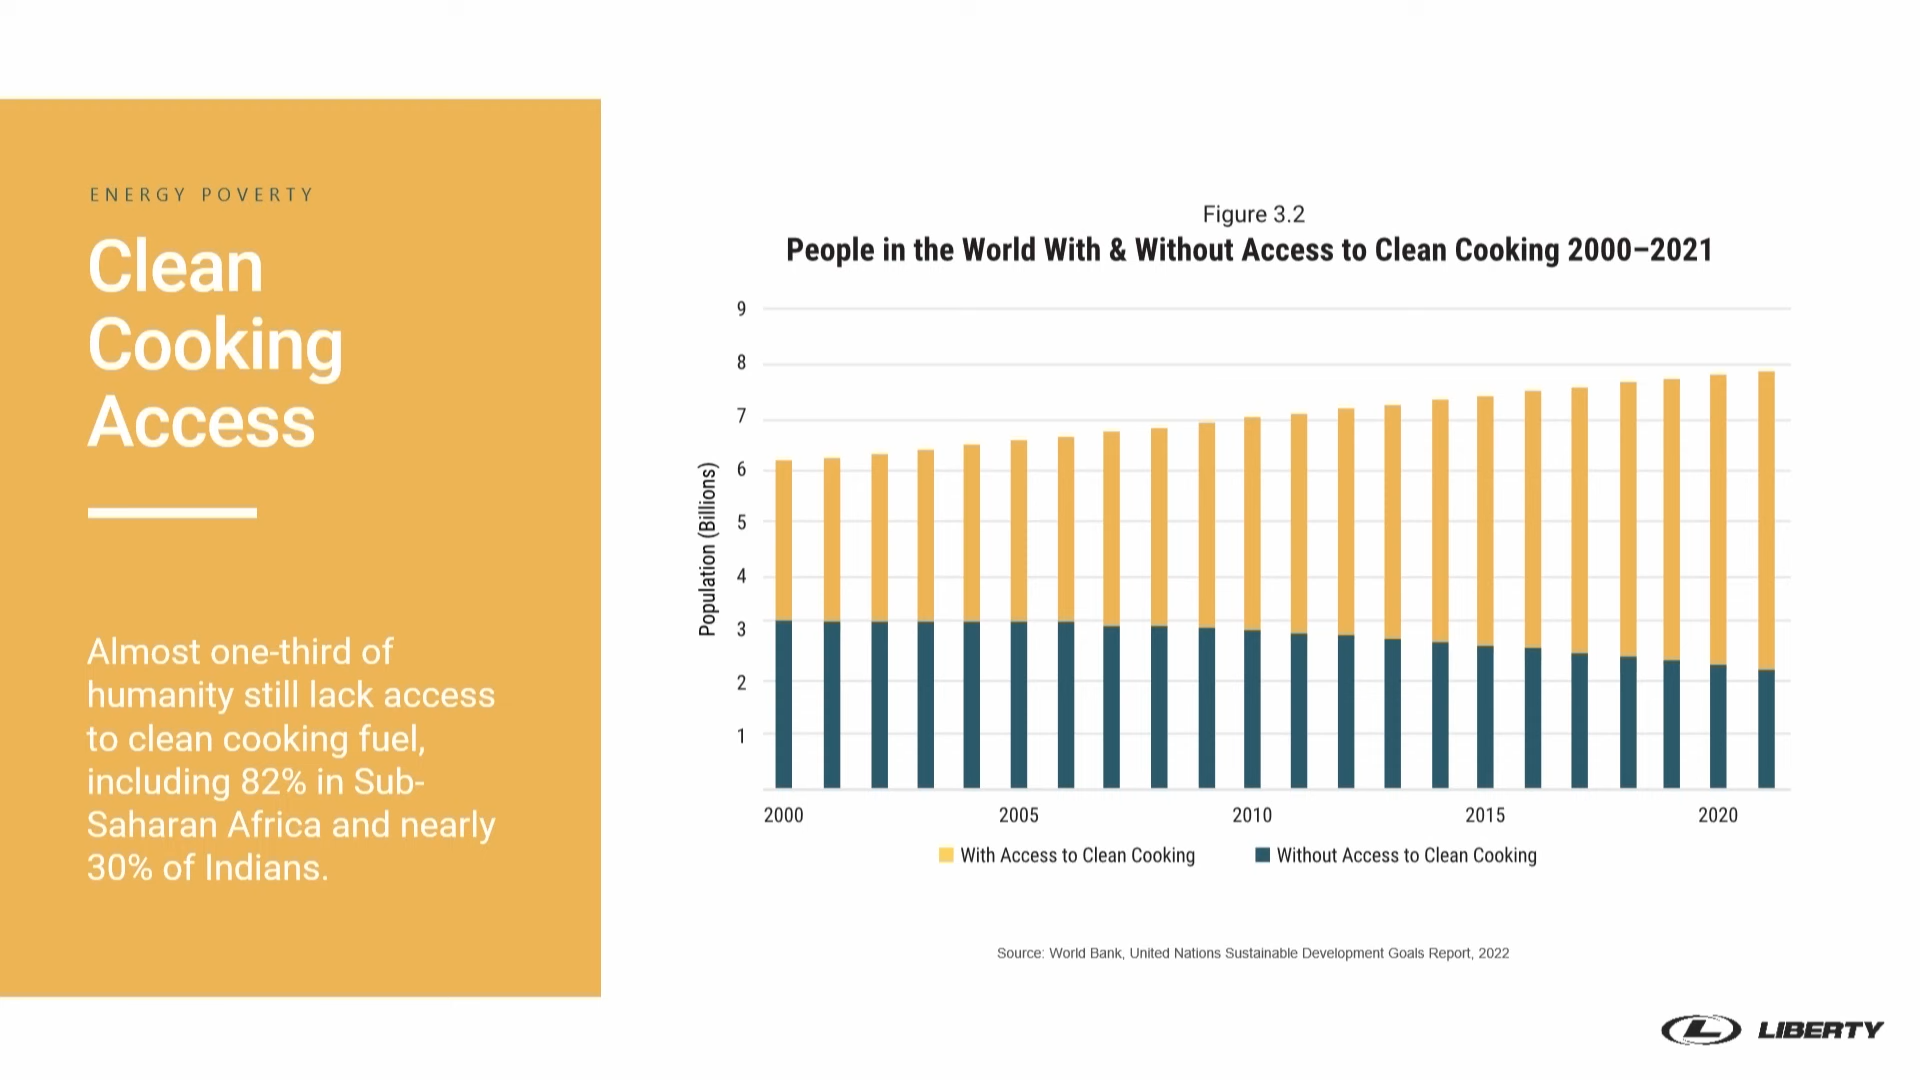 ENERGY POVERTY
Clean
Cooking
Access
Almost one-third of
humanity still lack access
to clean cooking fuel,
including 82% in Sub-
Saharan Africa and nearly
30% of Indians.
Figure 3.2
People in the World With & Without Access to Clean Cooking 2000–2021
Population (Billions)
9
8
7
6
5
4
3
2
1
2000 2005 2010 2015 2020
With Access to Clean Cooking Without Access to Clean Cooking
Source: World Bank, United Nations Sustainable Development Goals Report, 2022
L LIBERTY